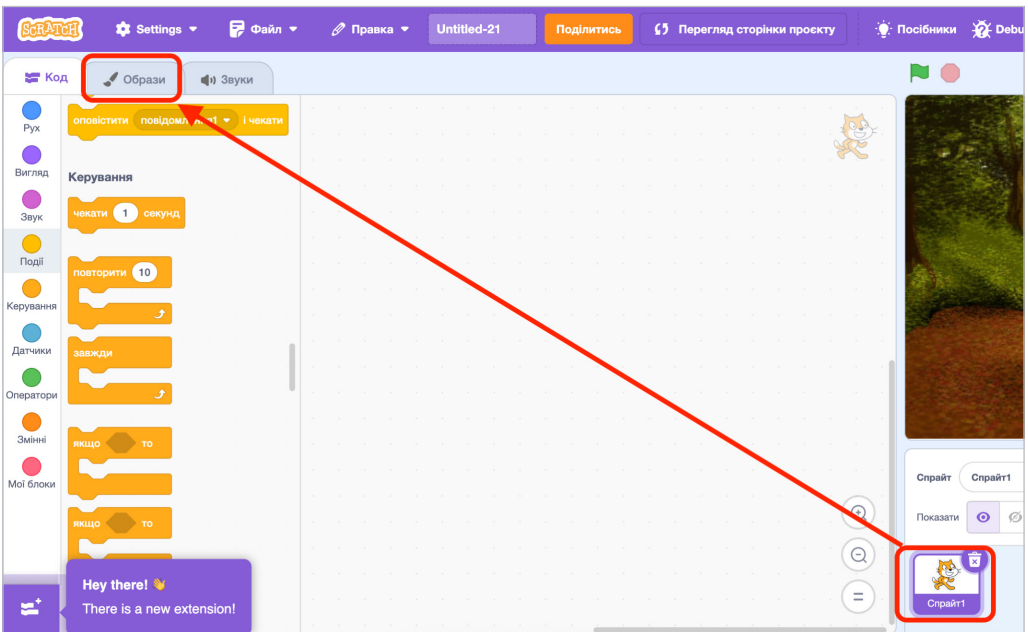 SCRATCH Settings Файл Правка Untitled-21 Поділитись Перегляд сторінки проєкту Посібники Debu
Код Образи Звуки
Рух
Вигляд
Звук
Події
Керування
Датчики
Оператори
Змінні
Мої блоки
оповістити і чекати
Керування
чекати 1 секунд
повторити 10
завжди
якщо то
якщо то
Hey there! 👋
There is a new extension!
Спрайт Спрайт1
Показати
Спрайт1